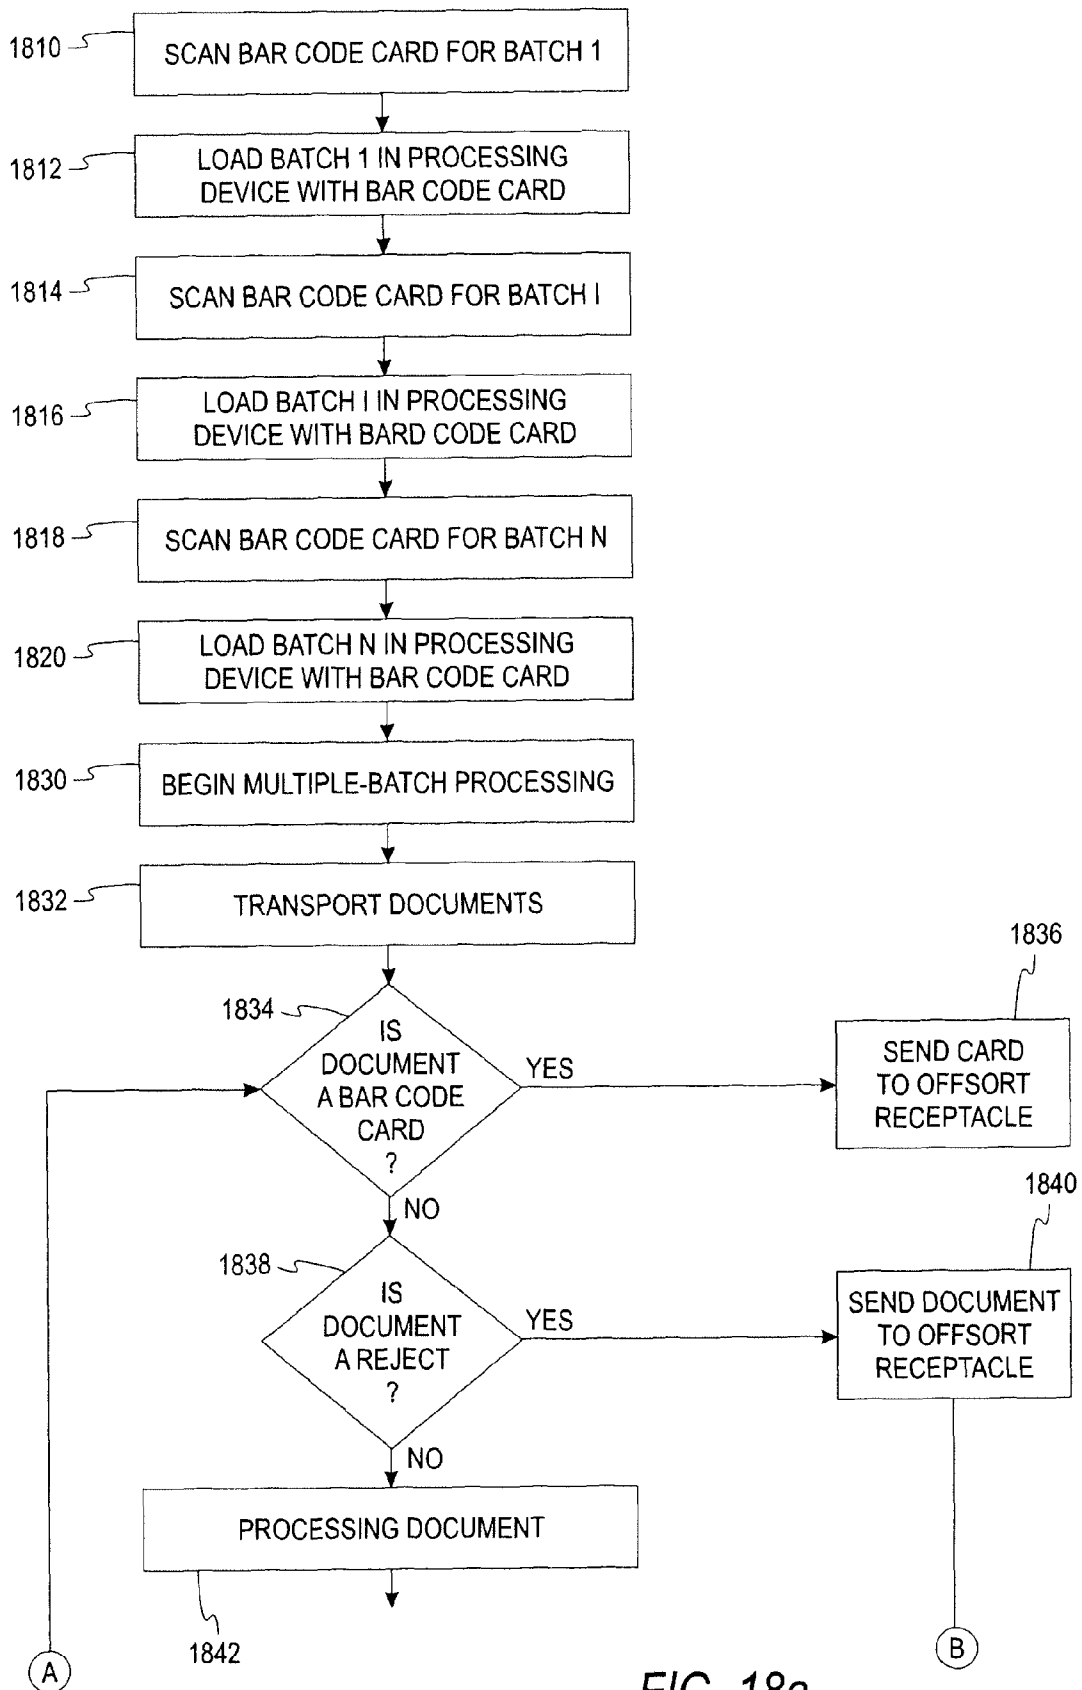 1810
SCAN BAR CODE CARD FOR BATCH 1
1812
LOAD BATCH 1 IN PROCESSING
DEVICE WITH BAR CODE CARD
1814
SCAN BAR CODE CARD FOR BATCH I
1816
LOAD BATCH I IN PROCESSING
DEVICE WITH BARD CODE CARD
1818
SCAN BAR CODE CARD FOR BATCH N
1820
LOAD BATCH N IN PROCESSING
DEVICE WITH BAR CODE CARD
1830
BEGIN MULTIPLE-BATCH PROCESSING
1832
TRANSPORT DOCUMENTS
1834
IS
DOCUMENT
A BAR CODE
CARD
?
YES
1836
SEND CARD
TO OFFSORT
RECEPTACLE
NO
1838
IS
DOCUMENT
A REJECT
?
YES
1840
SEND DOCUMENT
TO OFFSORT
RECEPTACLE
NO
PROCESSING DOCUMENT
1842
A
B
FIG. 18a